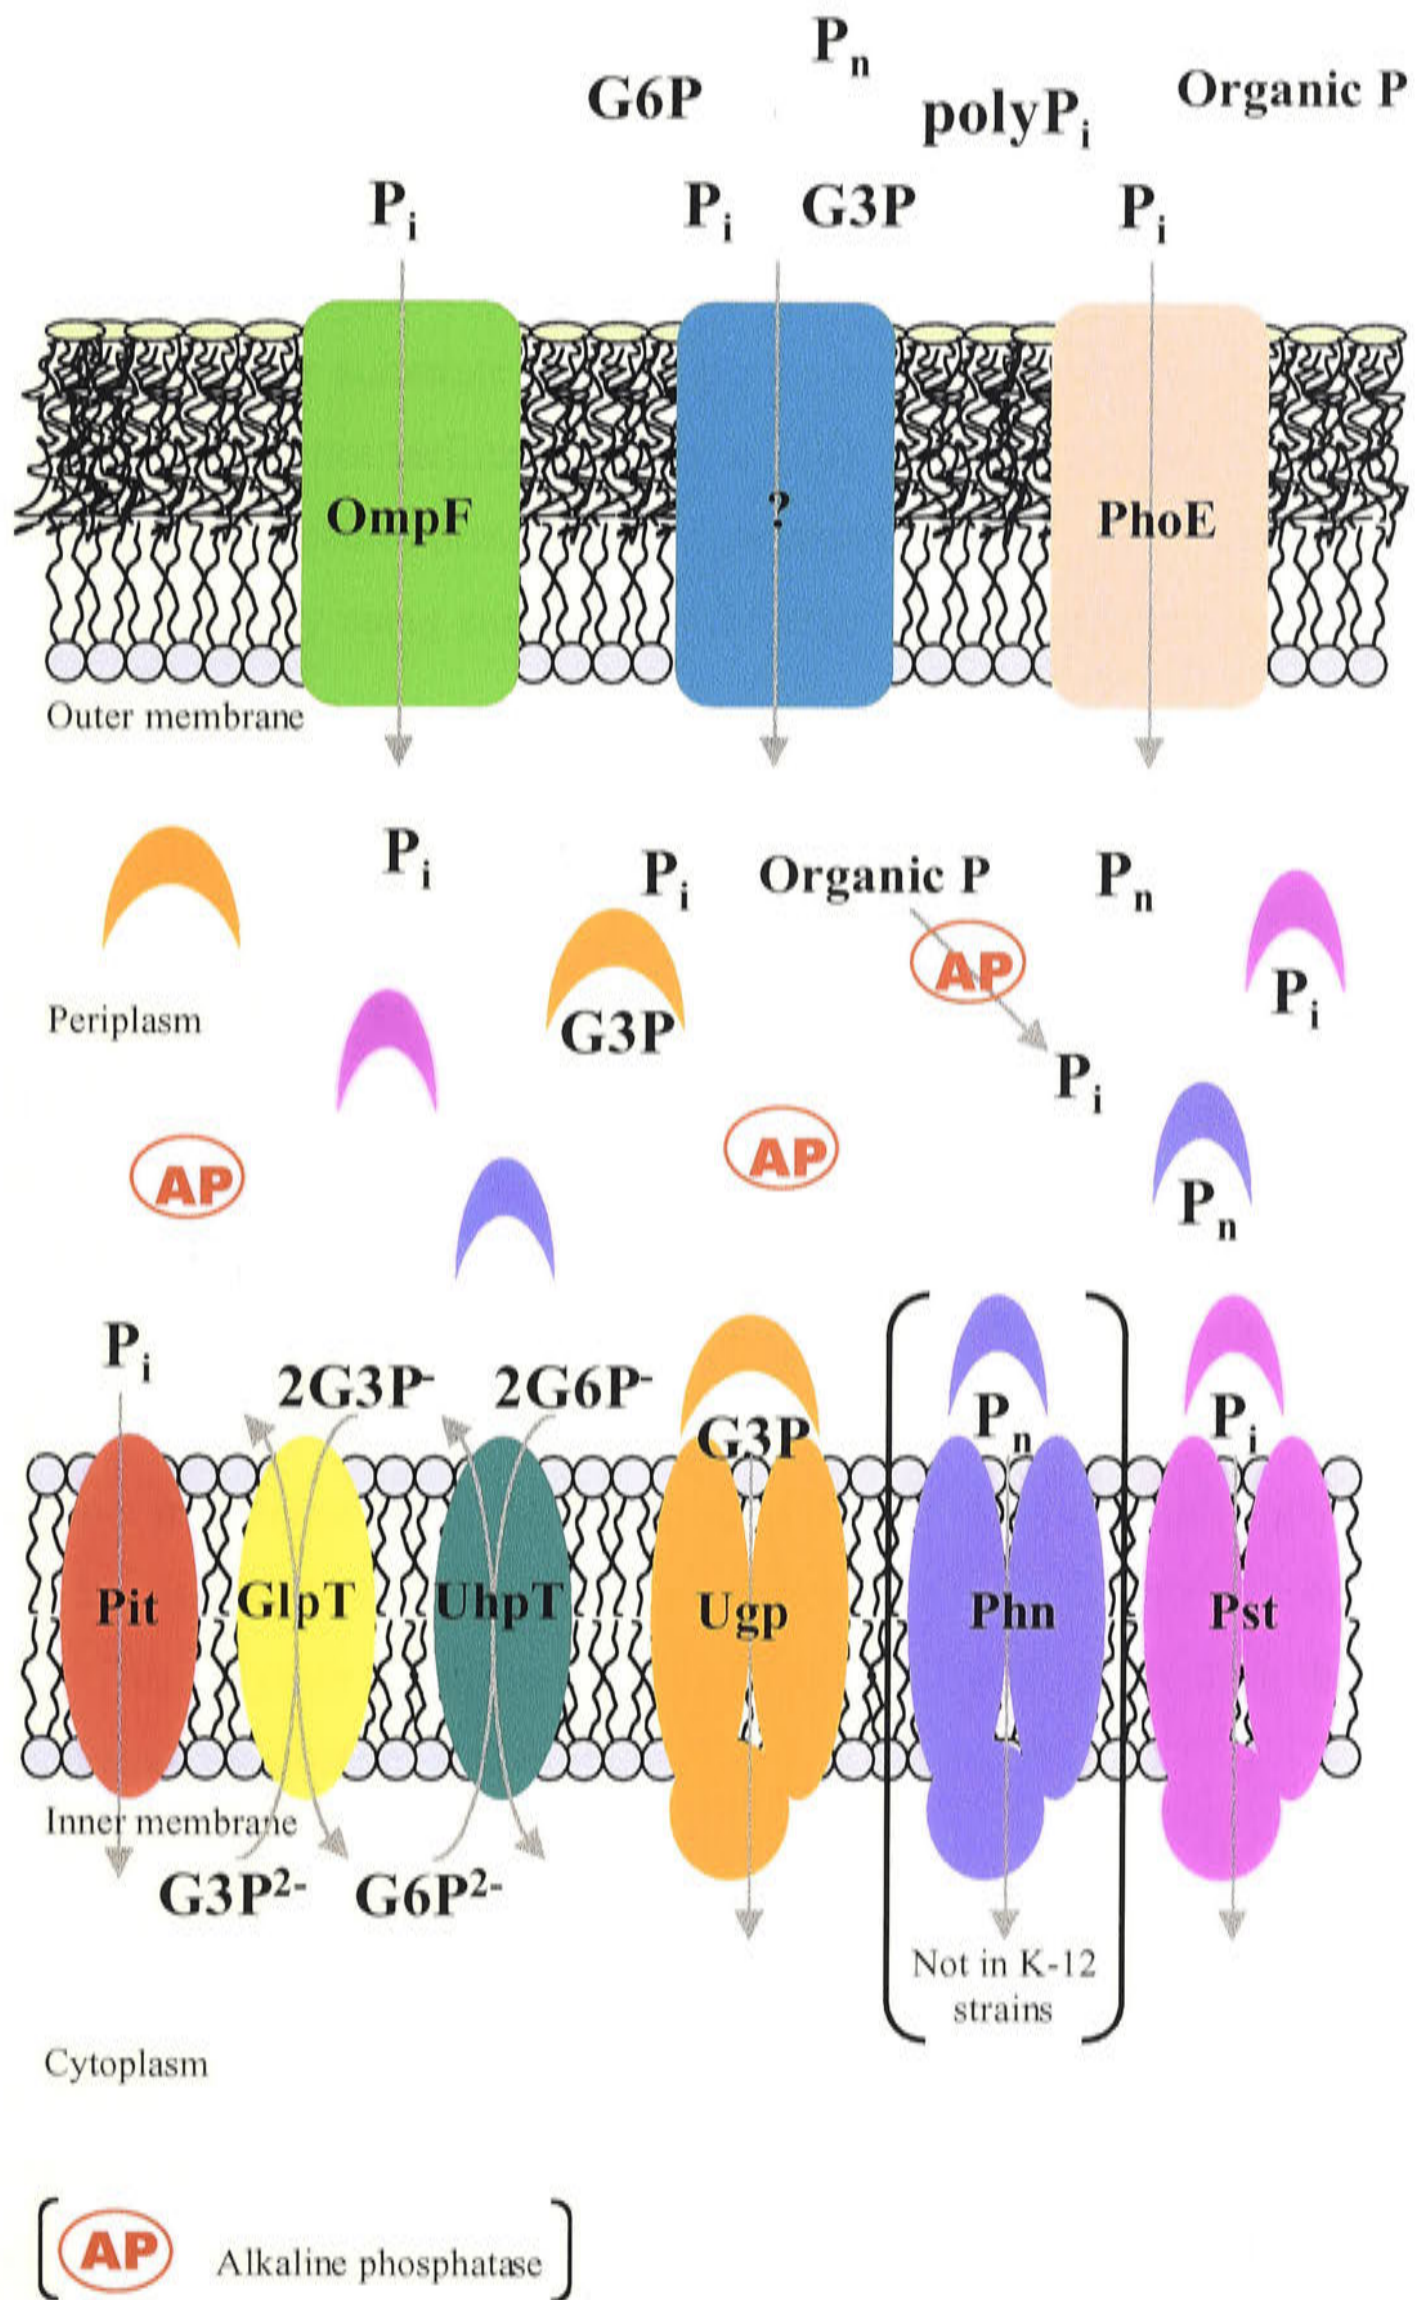 Pn
G6P
Organic P
polyPi
Pi
Pi
G3P
Pi
OmpF
?
PhoE
Outer membrane
Pi
Pi
Organic P
Pn
AP
Pi
Periplasm
G3P
Pi
AP
AP
Pn
Pi
2G3P-
2G6P-
G3P
Pn
Pi
Pit
GlpT
UhpT
Ugp
Phn
Pst
Inner membrane
G3P2-
G6P2-
Not in K-12
strains
Cytoplasm
AP
Alkaline phosphatase